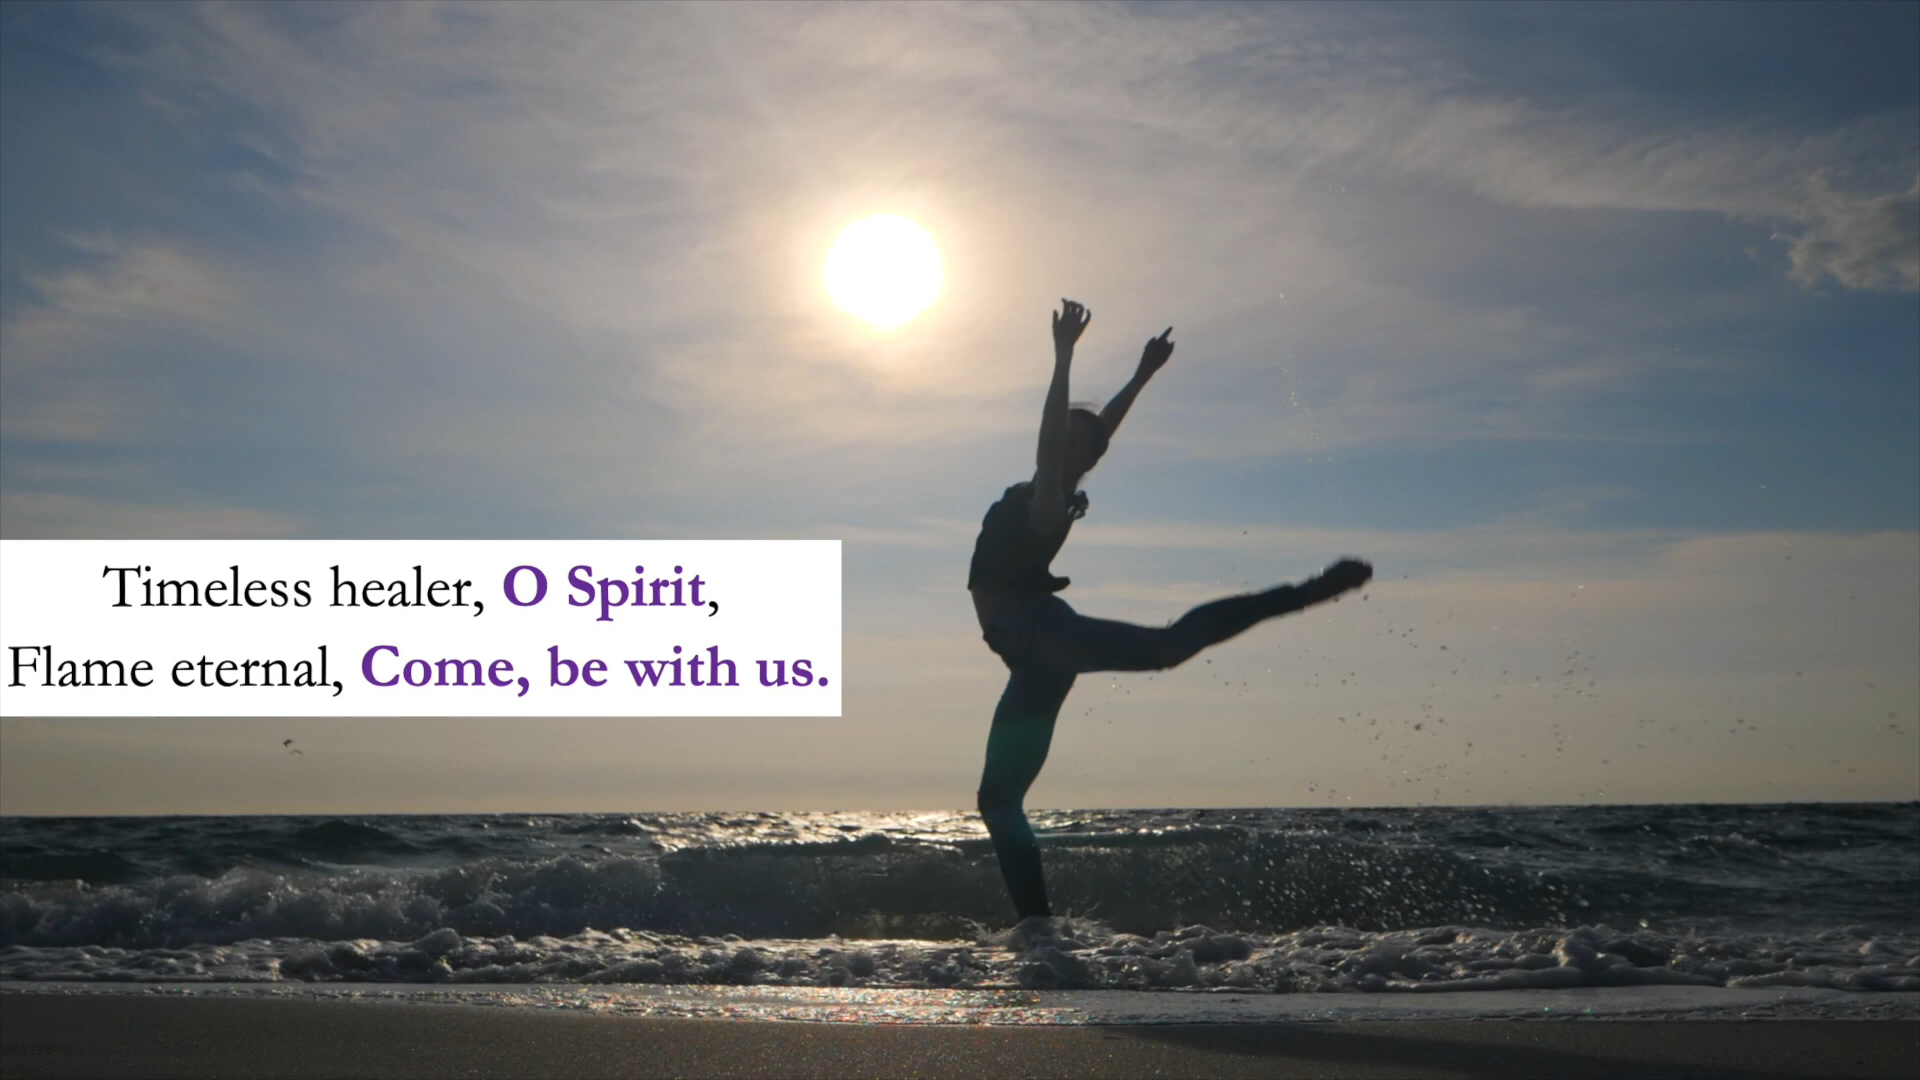 Timeless healer, O Spirit,
Flame eternal, Come, be with us.